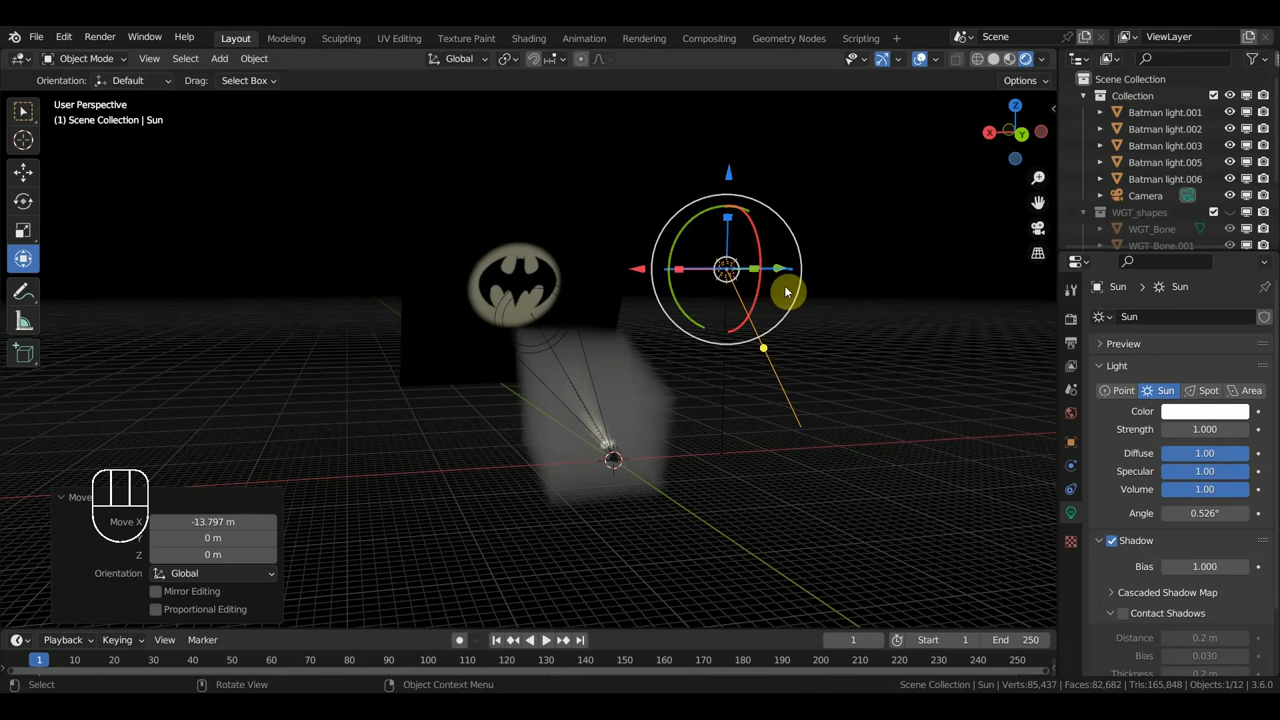 File Edit Render Window Help Layout Modeling Sculpting UV Editing Texture Paint Shading Animation Rendering Compositing Geometry Nodes Scripting + Scene ViewLayer
Object Mode View Select Add Object Global
Orientation: Default Drag: Select Box Options
User Perspective
(1) Scene Collection | Sun
Z
X
Y
Scene Collection
Collection
Batman light.001
Batman light.002
Batman light.003
Batman light.005
Batman light.006
Camera
WGT_shapes
WGT_Bone
WGT_Bone.001
Sun Sun
Sun
Preview
Light
Point Sun Spot Area
Color
Strength 1.000
Diffuse 1.00
Specular 1.00
Volume 1.00
Angle 0.526°
Shadow
Bias 1.000
Cascaded Shadow Map
Contact Shadows
Distance 0.2 m
Bias 0.030
Thickness 0.2 m
Move
Move X -13.797 m
Y 0 m
Z 0 m
Orientation Global
Mirror Editing
Proportional Editing
Playback Keying View Marker 1 Start 1 End 250
1 10 20 30 40 50 60 70 80 90 100 110 120 130 140 150 160 170 180 190 200 210 220 230 240 250
Select Rotate View Object Context Menu Scene Collection | Sun | Verts:85,437 | Faces:82,682 | Tris:165,848 | Objects:1/12 | 3.6.0